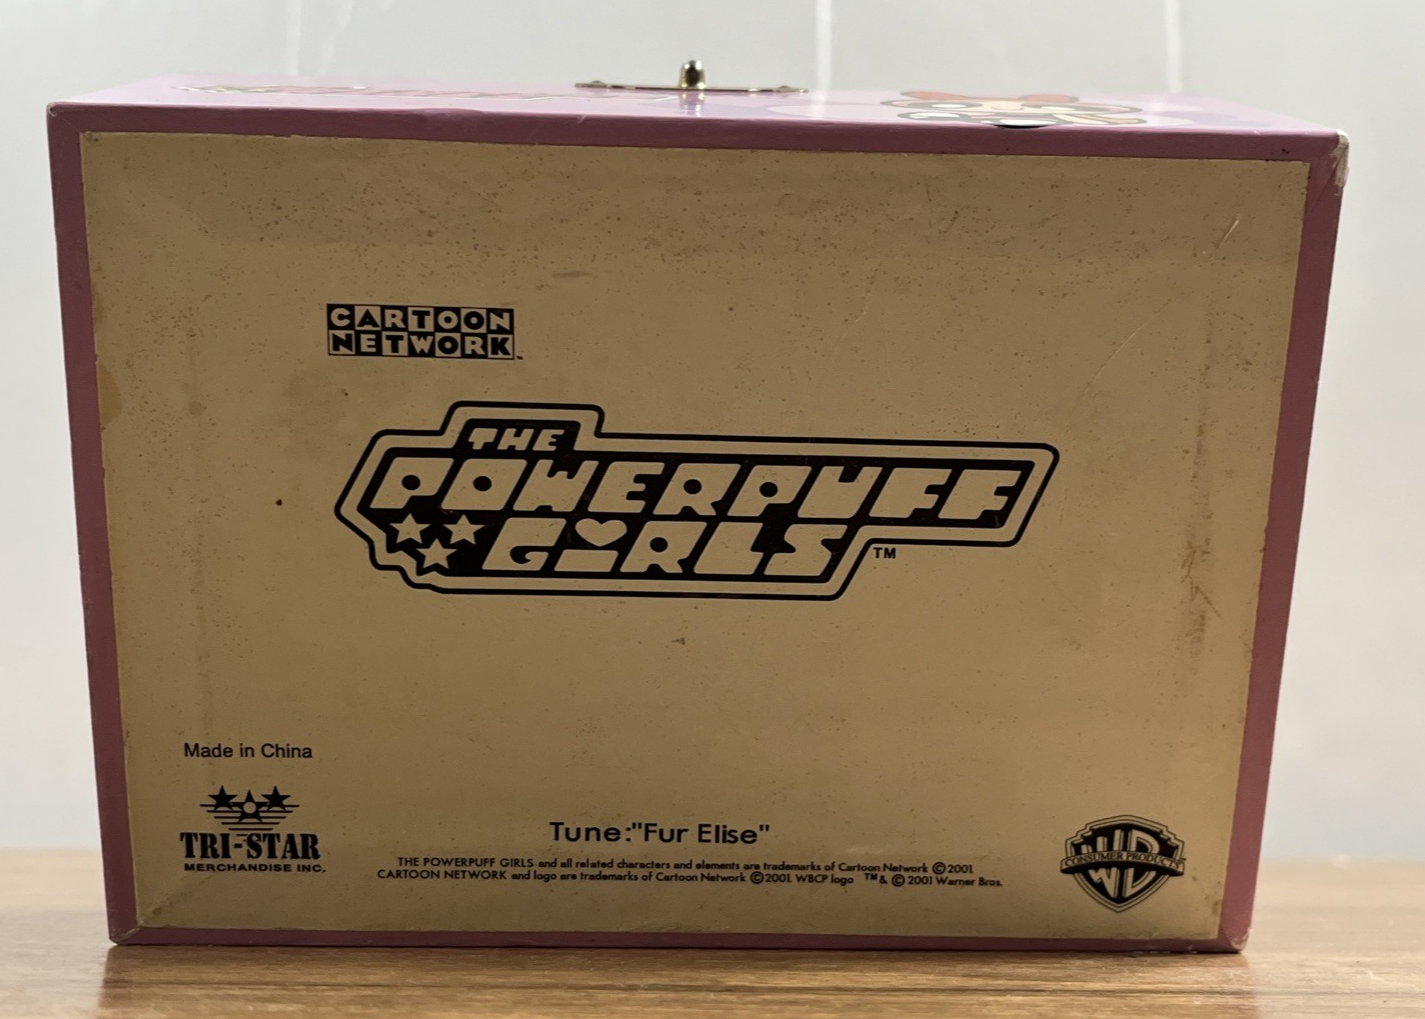 CARTOON
NETWORK
THE
POWERPUFF
GiRLS TM
Made in China
TRI-STAR
MERCHANDISE INC.
Tune:"Fur Elise"
THE POWERPUFF GIRLS and all related characters and elements are trademarks of Cartoon Network ©2001.
CARTOON NETWORK and logo are trademarks of Cartoon Network ©2001. WBCP logo ™& ©2001 Warner Bros.
WB
CONSUMER PRODUCTS